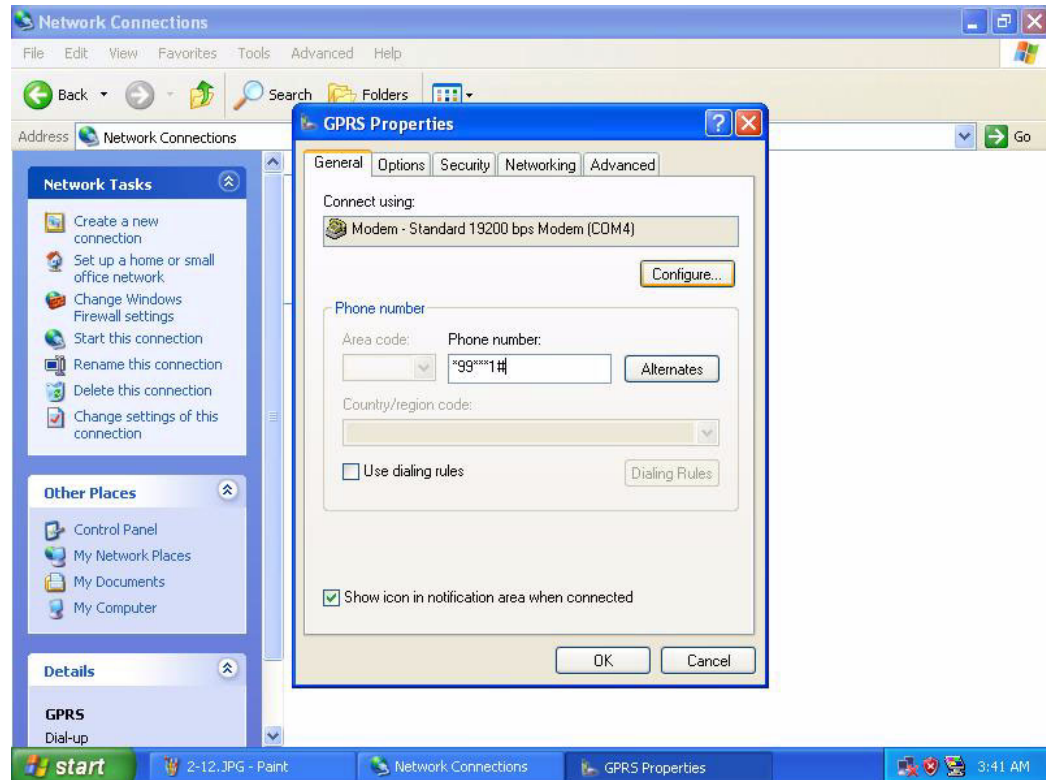 Network Connections
File Edit View Favorites Tools Advanced Help
Back Search Folders
Address Network Connections Go
Network Tasks
Create a new
connection
Set up a home or small
office network
Change Windows
Firewall settings
Start this connection
Rename this connection
Delete this connection
Change settings of this
connection
Other Places
Control Panel
My Network Places
My Documents
My Computer
Details
GPRS
Dial-up
GPRS Properties
General Options Security Networking Advanced
Connect using:
Modem - Standard 19200 bps Modem (COM4)
Configure...
Phone number
Area code: Phone number:
*99***1#
Alternates
Country/region code:
Use dialing rules
Dialing Rules
Show icon in notification area when connected
OK Cancel
start 2-12.JPG - Paint Network Connections GPRS Properties 3:41 AM